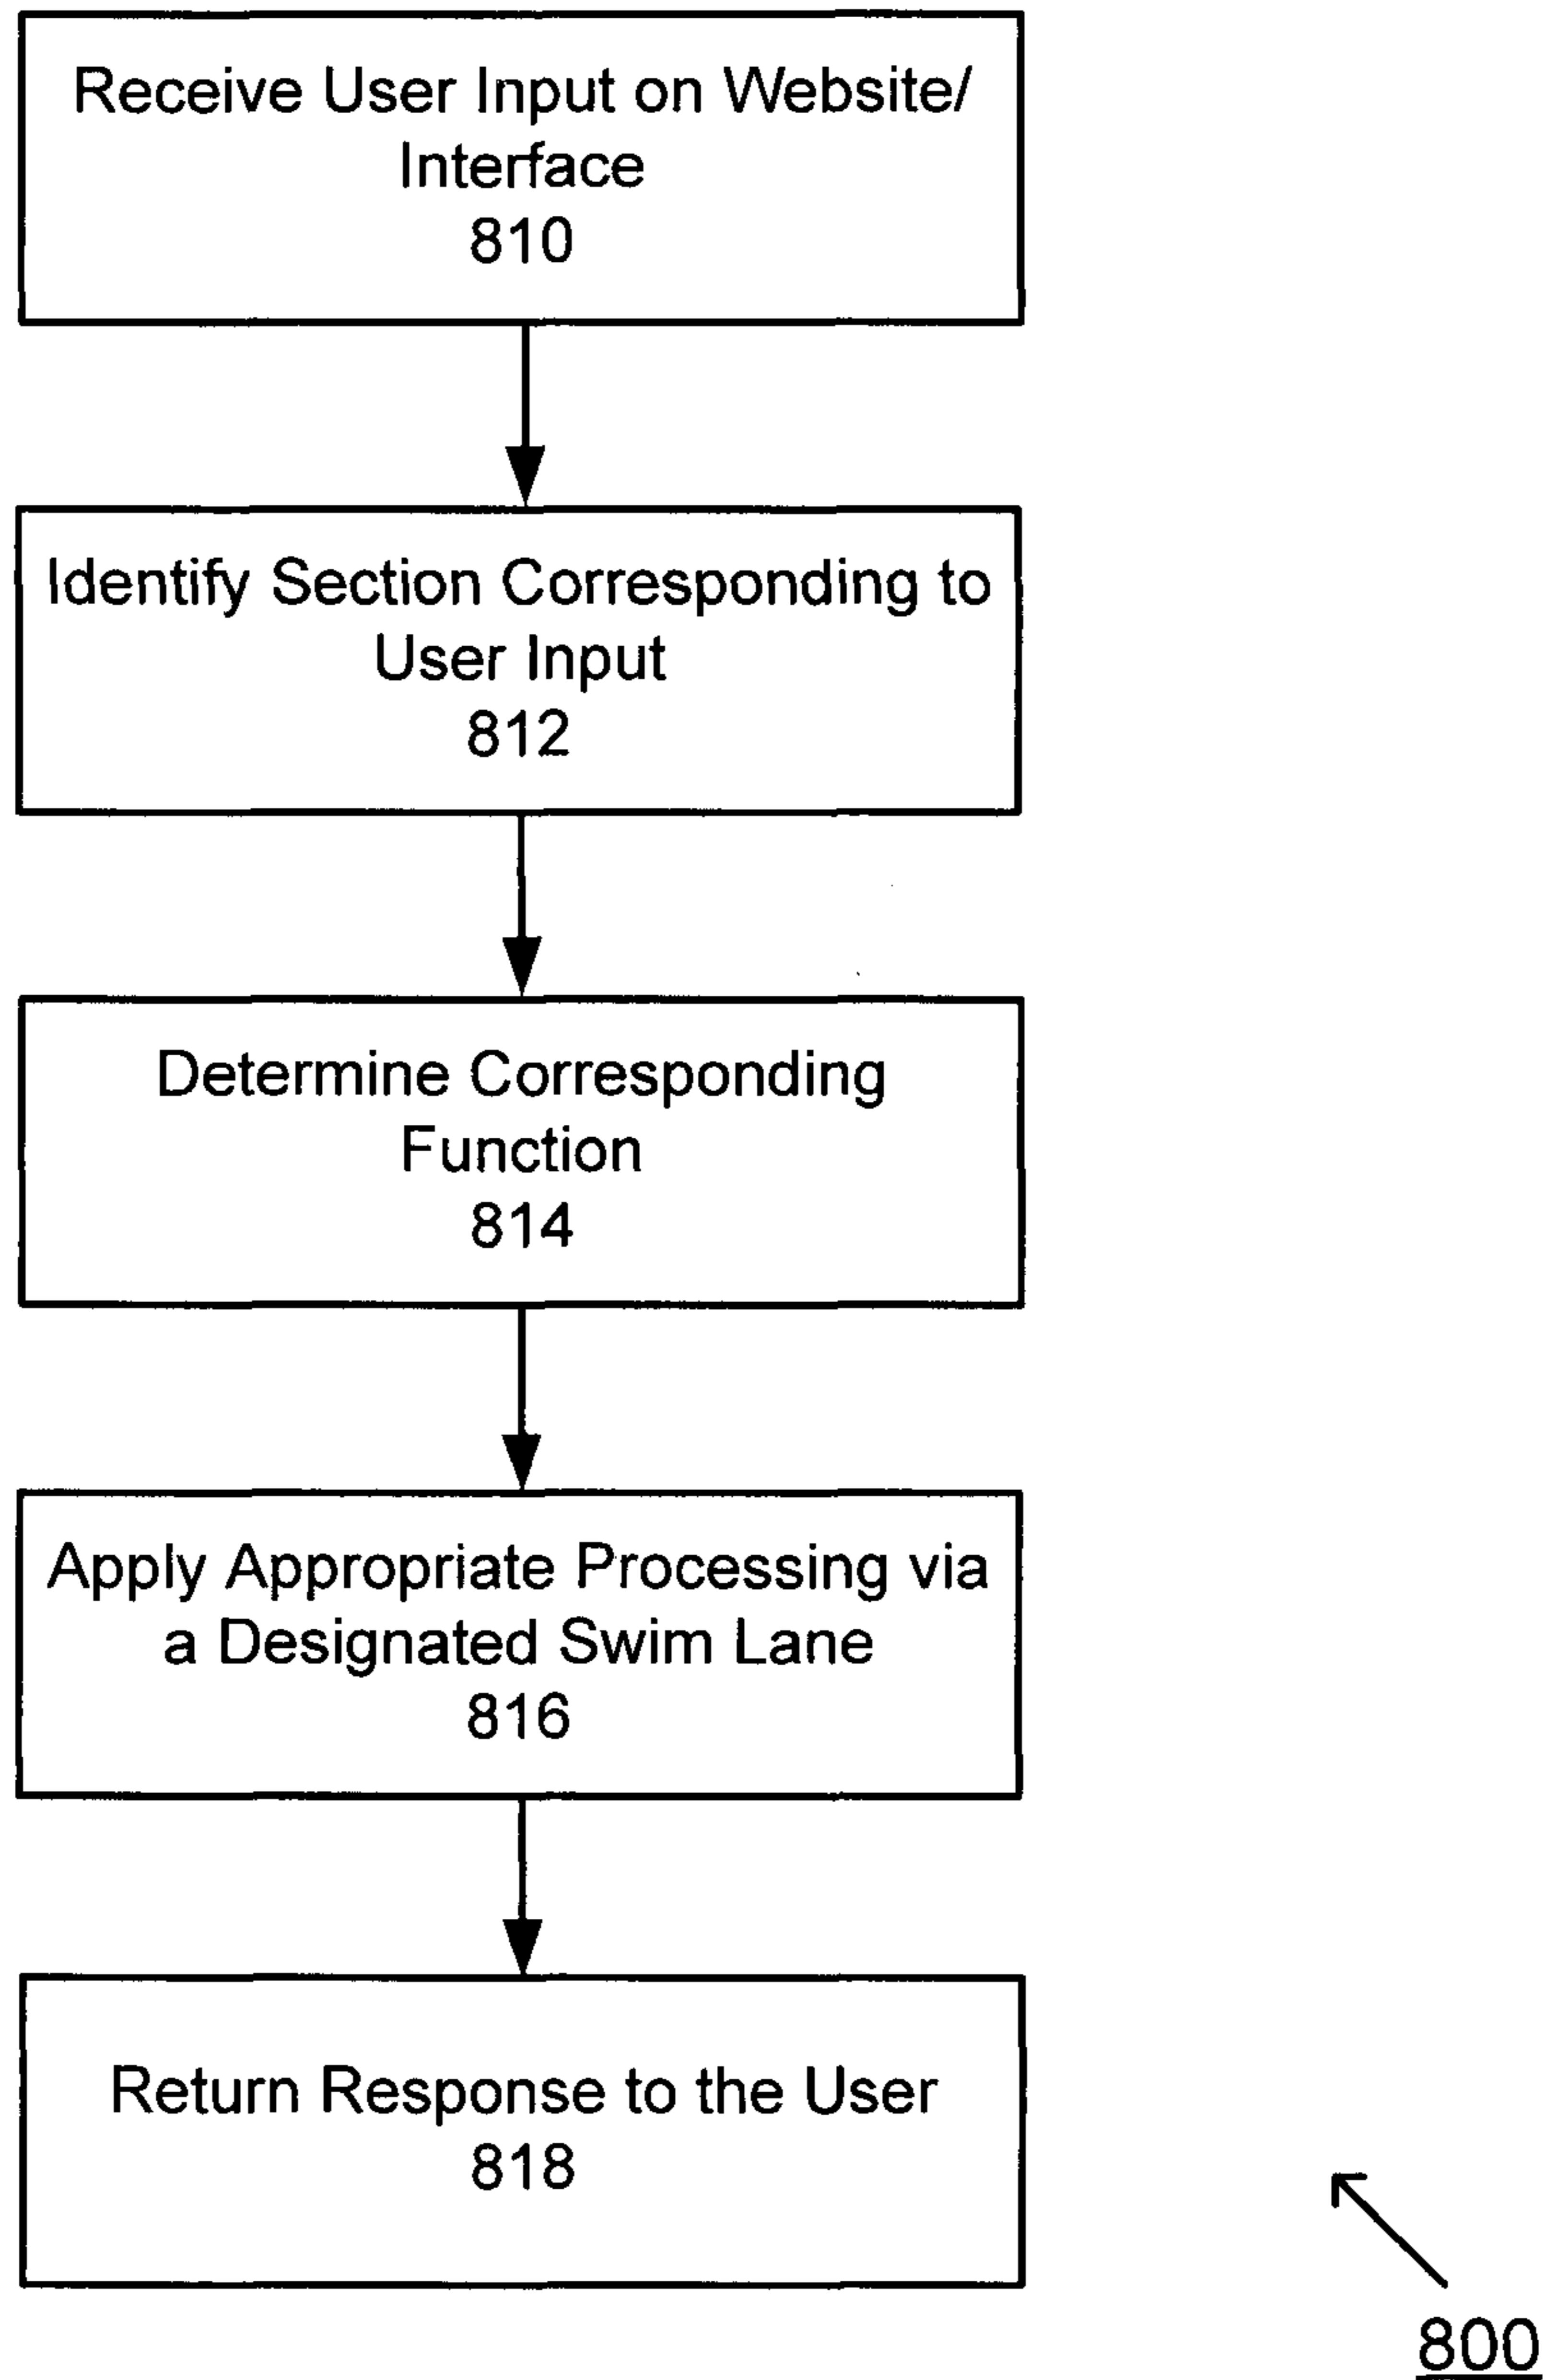 Receive User Input on Website/
Interface
810
Identify Section Corresponding to
User Input
812
Determine Corresponding
Function
814
Apply Appropriate Processing via
a Designated Swim Lane
816
Return Response to the User
818
800